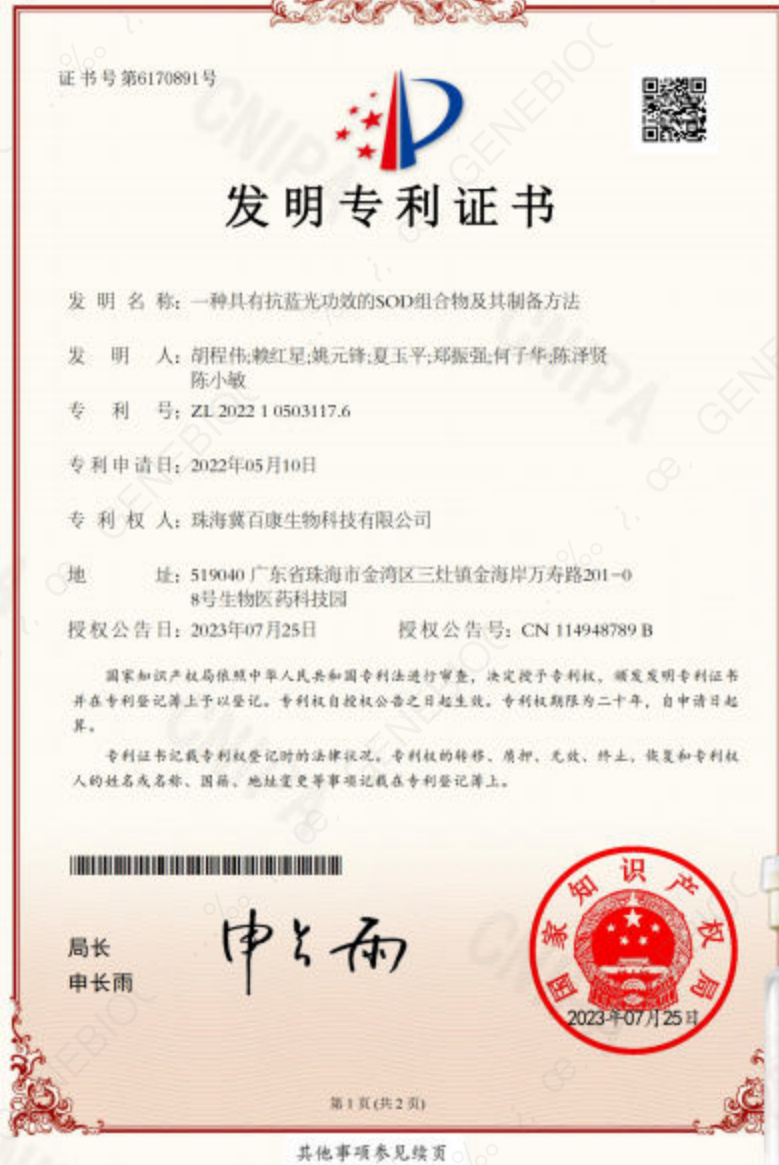 证书号第6170891号
发明专利证书
发明名称：一种具有抗蓝光功效的SOD组合物及其制备方法
发明人：胡程伟;赖红星;姚元锋;夏玉平;郑振强;何子华;陈泽贤
陈小敏
专利号：ZL 2022 1 0503117.6
专利申请日：2022年05月10日
专利权人：珠海冀百康生物科技有限公司
地址：519040 广东省珠海市金湾区三灶镇金海岸万寿路201-0
8号生物医药科技园
授权公告日：2023年07月25日 授权公告号：CN 114948789 B
国家知识产权局依照中华人民共和国专利法进行审查，决定授予专利权，颁发发明专利证书
并在专利登记簿上予以登记。专利权自授权公告之日起生效。专利权期限为二十年，自申请日起
算。
专利证书记载专利权登记时的法律状况。专利权的转移、质押、无效、终止、恢复和专利权
人的姓名或名称、国籍、地址变更等事项记载在专利登记簿上。
局长
申长雨
申长雨
国家知识产权局
2023年07月25日
第1页(共2页)
其他事项参见续页
CNIPA
CNIPA
CNIPA
GENEBIOC
GENEBIOC